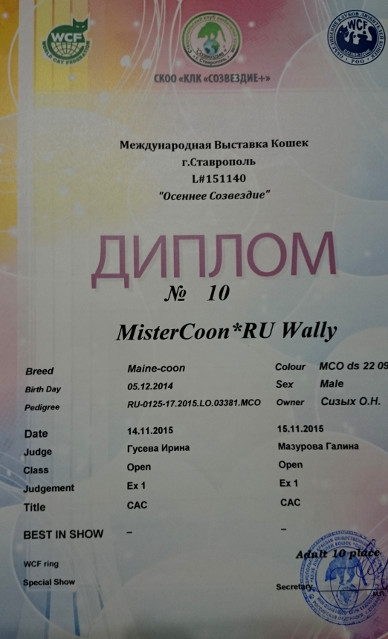 WCF
WORLD CAT FEDERATION
WCF
СКОО «КЛК «СОЗВЕЗДИЕ+»
Международная Выставка Кошек
г.Ставрополь
L#151140
"Осеннее Созвездие"
ДИПЛОМ
№ 10
MisterCoon*RU Wally
Breed Maine-coon Colour MCO ds 22 09
Birth Day 05.12.2014 Sex Male
Pedigree RU-0125-17.2015.LO.03381.MCO Owner Сизых О.Н.
Date 14.11.2015 15.11.2015
Judge Гусева Ирина Мазурова Галина
Class Open Open
Judgement Ex 1 Ex 1
Title CAC CAC
BEST IN SHOW – –
Adult 10 place
WCF ring
Special Show Secretary
М.П.